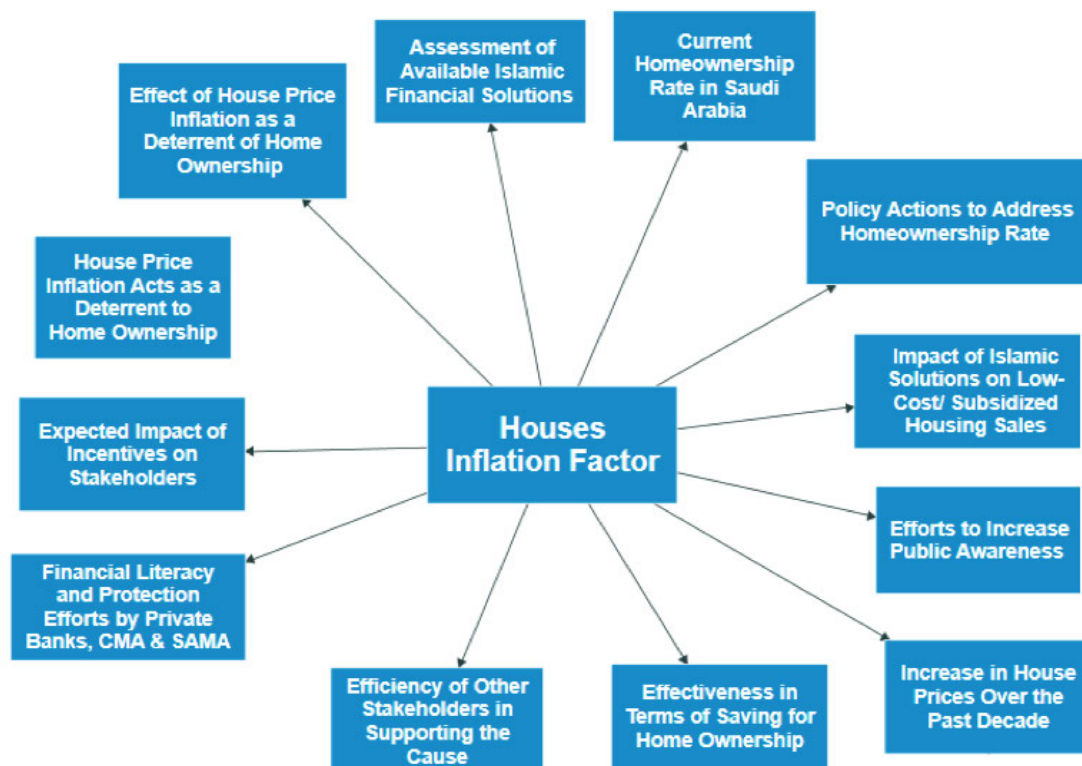 Assessment of
Available Islamic
Financial Solutions
Current
Homeownership
Rate in Saudi
Arabia
Effect of House Price
Inflation as a
Deterrent of Home
Ownership
Policy Actions to Address
Homeownership Rate
House Price
Inflation Acts as a
Deterrent to
Home Ownership
Impact of Islamic
Solutions on Low-
Cost/ Subsidized
Housing Sales
Houses
Inflation Factor
Expected Impact of
Incentives on
Stakeholders
Efforts to Increase
Public Awareness
Financial Literacy
and Protection
Efforts by Private
Banks, CMA & SAMA
Efficiency of Other
Stakeholders in
Supporting the
Cause
Effectiveness in
Terms of Saving for
Home Ownership
Increase in House
Prices Over the
Past Decade